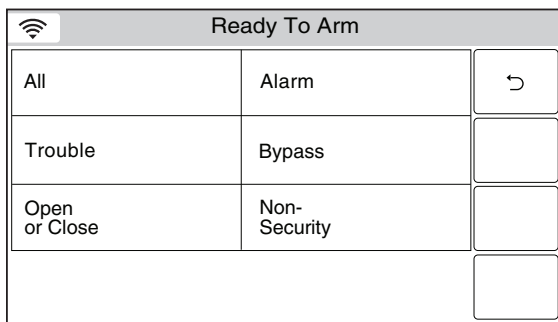 Ready To Arm
All
Alarm
Trouble
Bypass
Open
or Close
Non-
Security